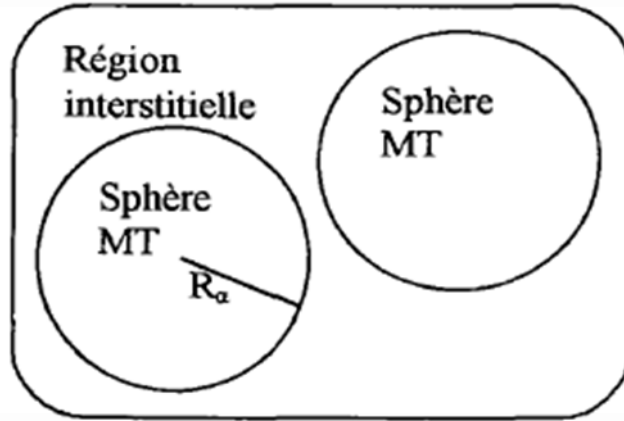 Région
interstitielle
Sphère
MT
Sphère
MT
Rα